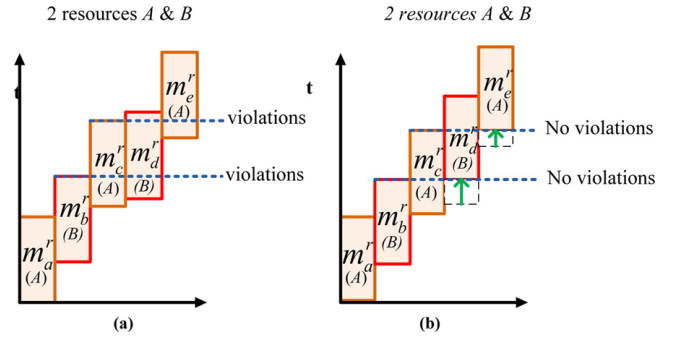 2 resources A & B
t
m_e^r
(A)
violations
m_c^r
(A)
m_d^r
(B)
violations
m_b^r
(B)
m_a^r
(A)
(a)
2 resources A & B
t
m_e^r
(A)
No violations
m_d^r
(B)
m_c^r
(A)
No violations
m_b^r
(B)
m_a^r
(A)
(b)